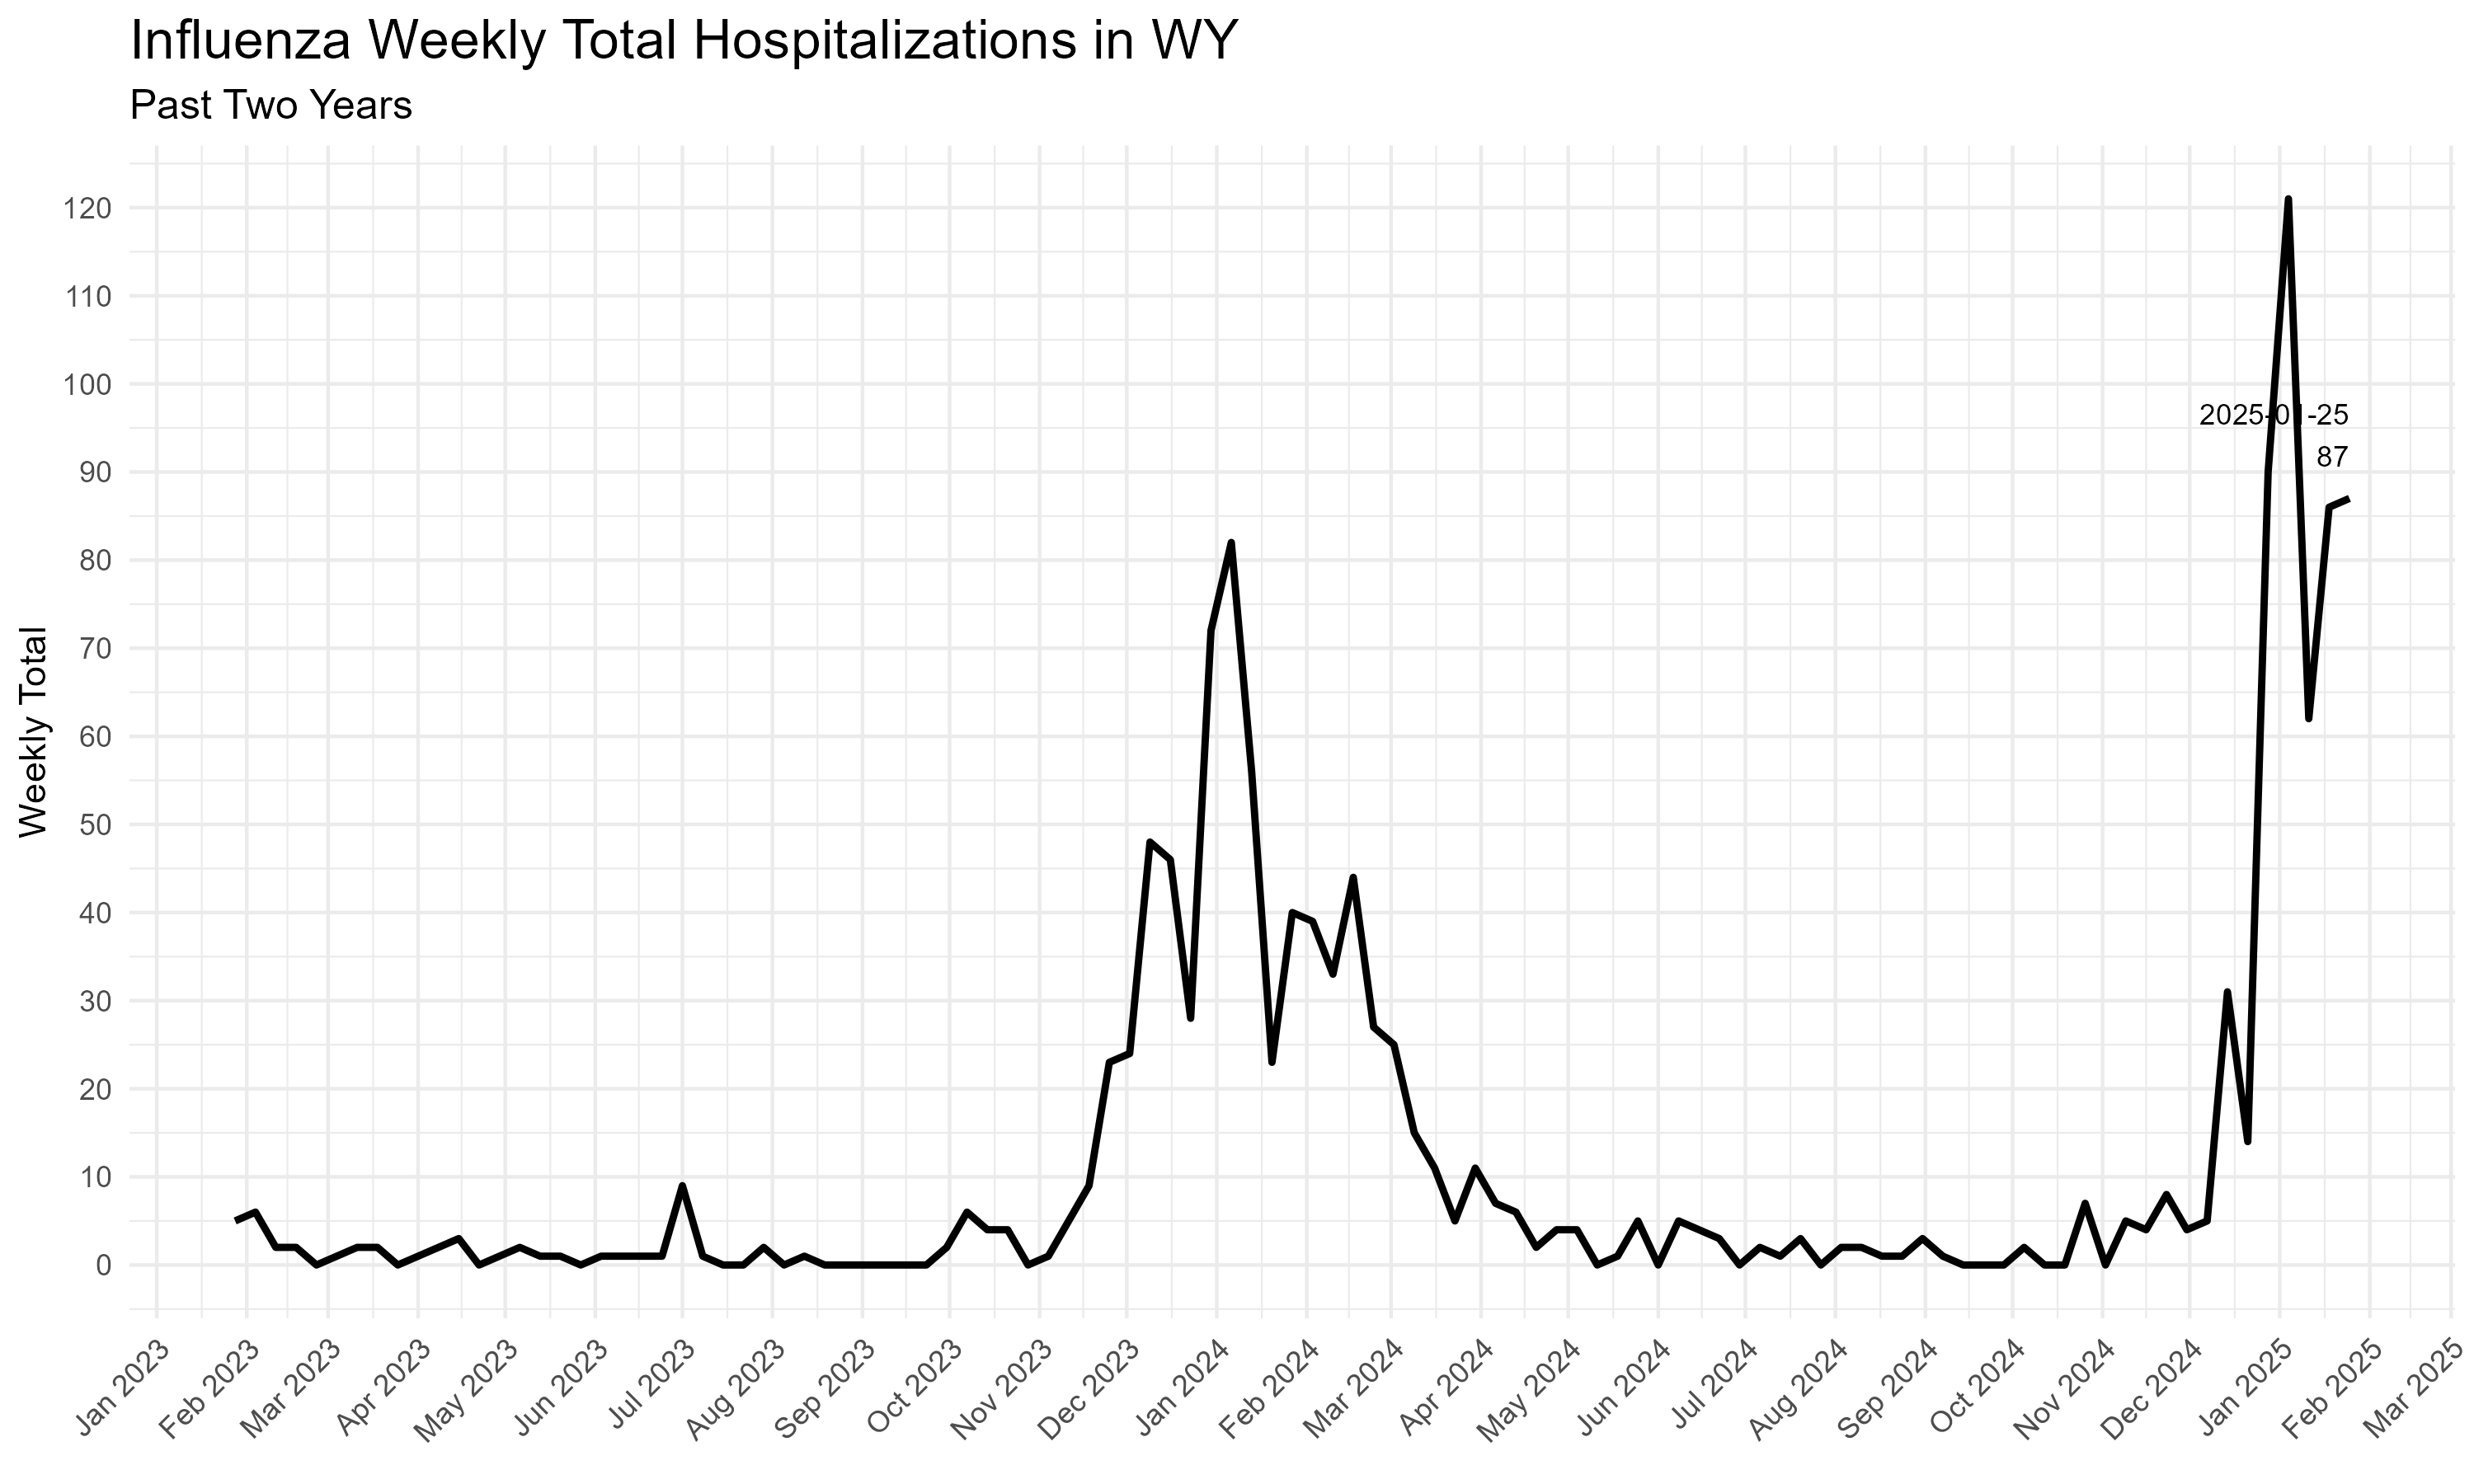 Influenza Weekly Total Hospitalizations in WY
Past Two Years
Weekly Total
120
110
100
90
80
70
60
50
40
30
20
10
0
2025-01-25
87
Jan 2023
Feb 2023
Mar 2023
Apr 2023
May 2023
Jun 2023
Jul 2023
Aug 2023
Sep 2023
Oct 2023
Nov 2023
Dec 2023
Jan 2024
Feb 2024
Mar 2024
Apr 2024
May 2024
Jun 2024
Jul 2024
Aug 2024
Sep 2024
Oct 2024
Nov 2024
Dec 2024
Jan 2025
Feb 2025
Mar 2025